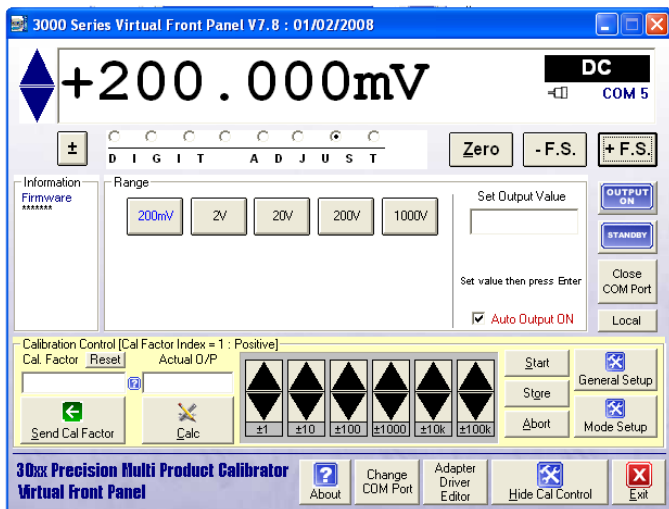 3000 Series Virtual Front Panel V7.8 : 01/02/2008
+200.000mV
DC
COM 5
±
D I G I T A D J U S T
Zero
- F.S.
+ F.S.
Information
Firmware
*******
Range
200mV
2V
20V
200V
1000V
Set Output Value
Set value then press Enter
Auto Output ON
OUTPUT ON
STANDBY
Close COM Port
Local
Calibration Control [Cal Factor Index = 1 : Positive]
Cal. Factor
Reset
Actual O/P
Send Cal Factor
Calc
±1
±10
±100
±1000
±10k
±100k
Start
Store
Abort
General Setup
Mode Setup
30xx Precision Multi Product Calibrator
Virtual Front Panel
About
Change COM Port
Adapter Driver Editor
Hide Cal Control
Exit